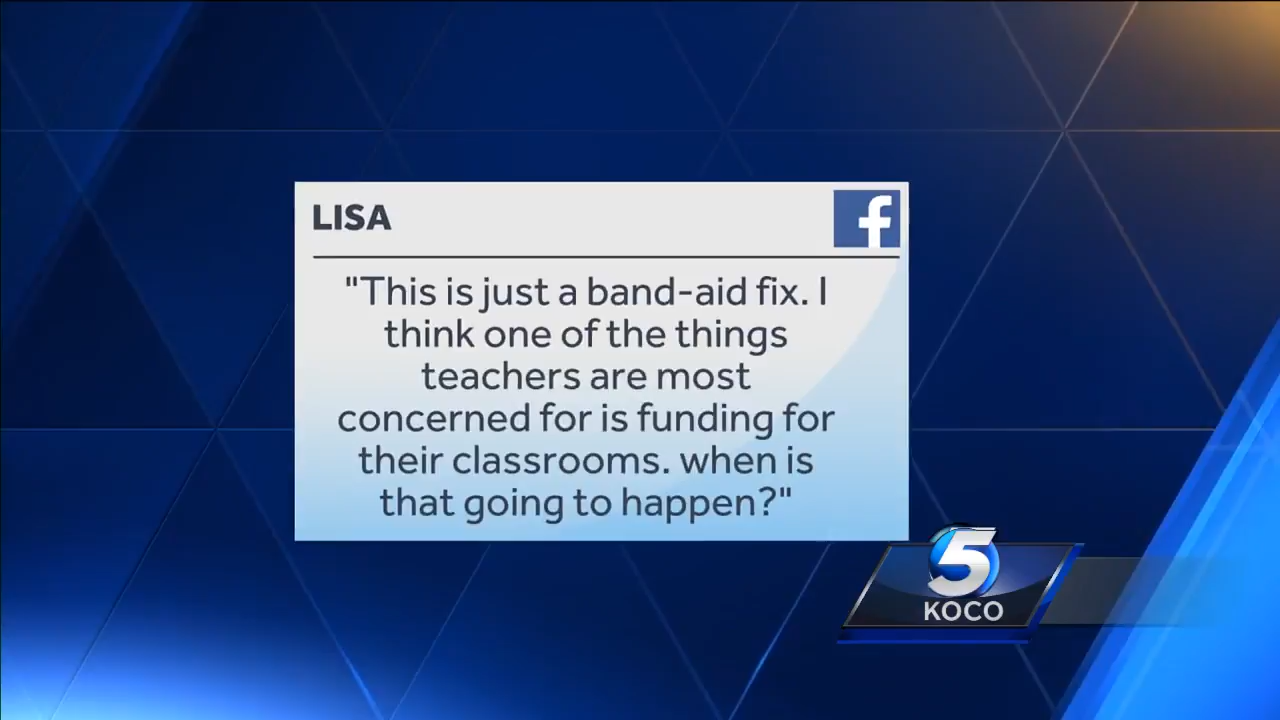 LISA
f
"This is just a band-aid fix. I
think one of the things
teachers are most
concerned for is funding for
their classrooms. when is
that going to happen?"
5
KOCO